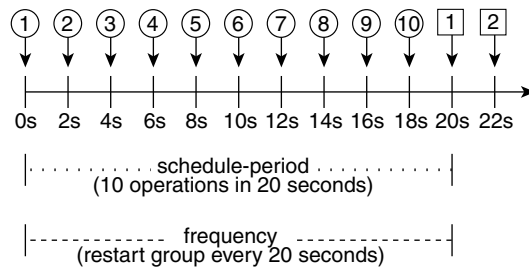 1 2 3 4 5 6 7 8 9 10 1 2
0s 2s 4s 6s 8s 10s 12s 14s 16s 18s 20s 22s
schedule-period
(10 operations in 20 seconds)
frequency
(restart group every 20 seconds)